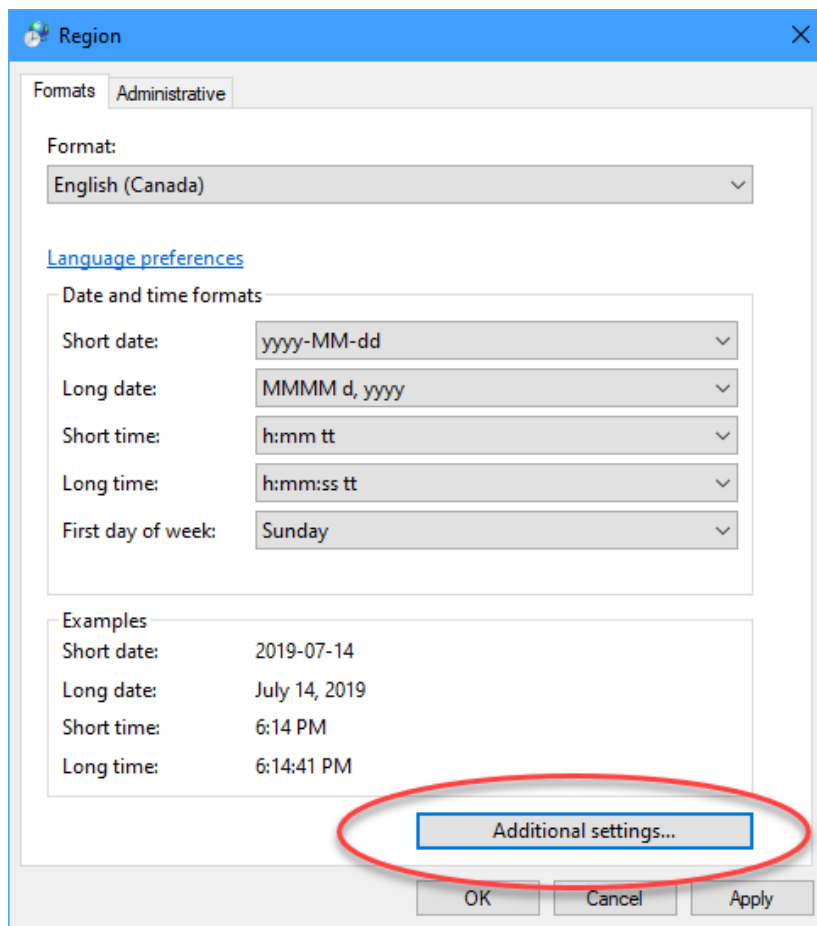 Region
Formats Administrative
Format:
English (Canada)
Language preferences
Date and time formats
Short date: yyyy-MM-dd
Long date: MMMM d, yyyy
Short time: h:mm tt
Long time: h:mm:ss tt
First day of week: Sunday
Examples
Short date: 2019-07-14
Long date: July 14, 2019
Short time: 6:14 PM
Long time: 6:14:41 PM
Additional settings...
OK Cancel Apply